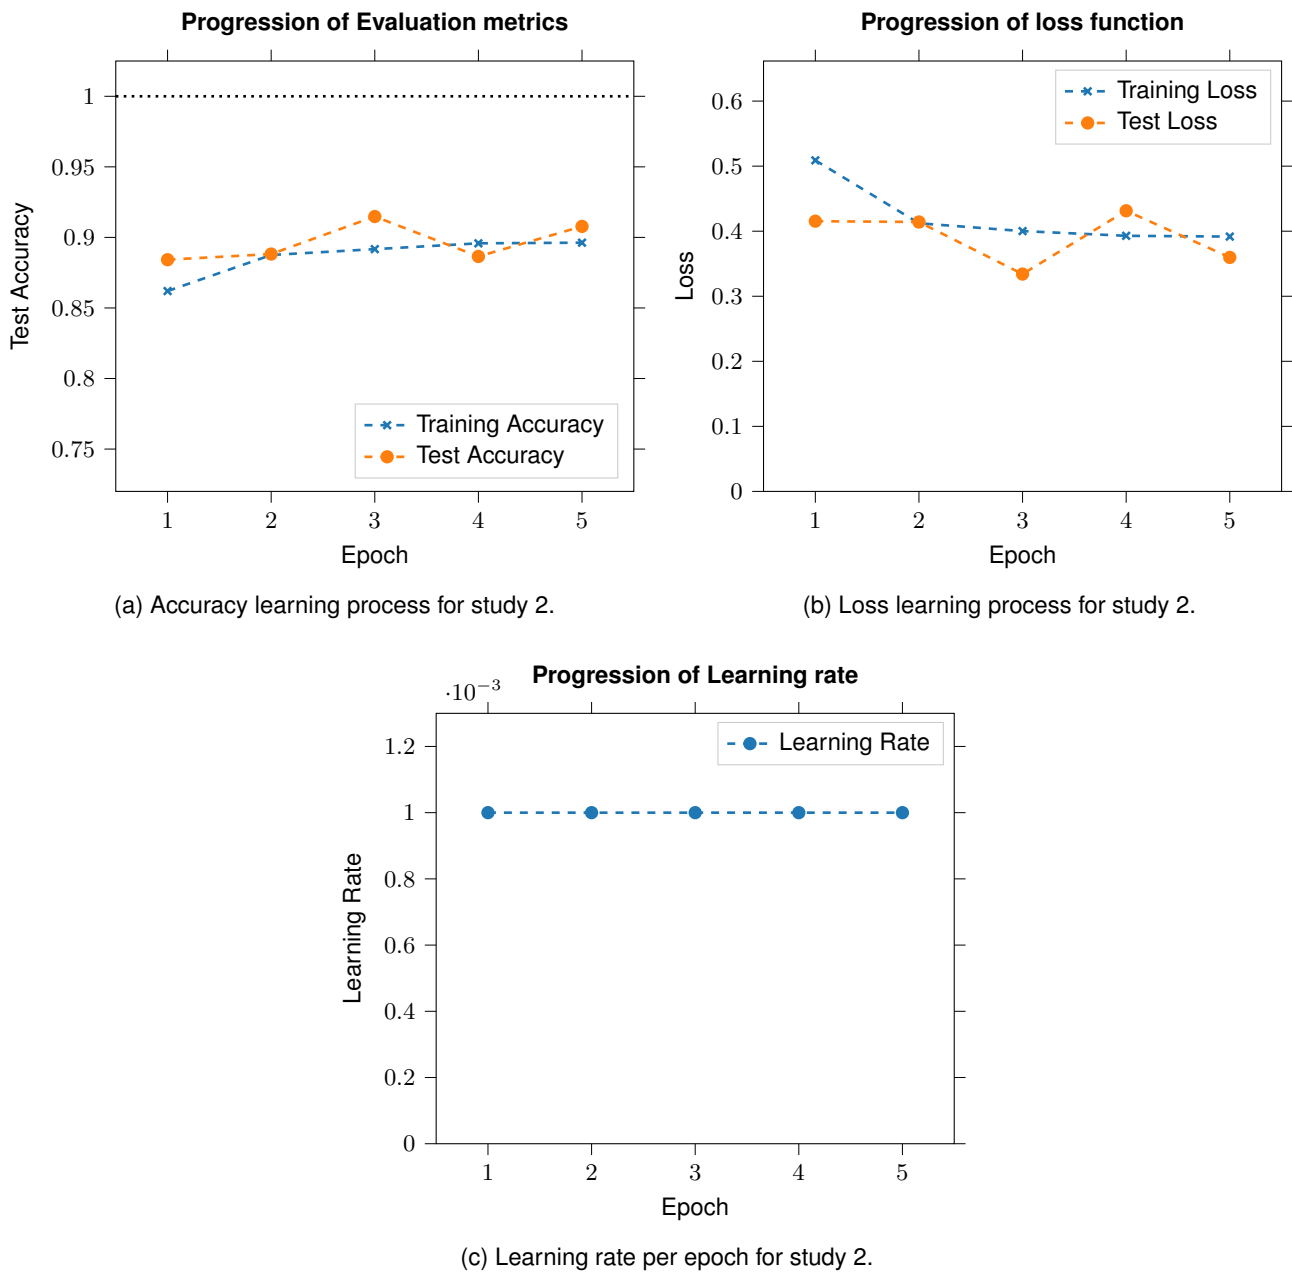 Progression of Evaluation metrics
1
0.95
0.9
0.85
0.8
0.75
Test Accuracy
Training Accuracy
Test Accuracy
1 2 3 4 5
Epoch
(a) Accuracy learning process for study 2.
Progression of loss function
0.6
0.5
0.4
0.3
0.2
0.1
0
Loss
Training Loss
Test Loss
1 2 3 4 5
Epoch
(b) Loss learning process for study 2.
Progression of Learning rate
·10−3
1.2
1
0.8
0.6
0.4
0.2
0
Learning Rate
Learning Rate
1 2 3 4 5
Epoch
(c) Learning rate per epoch for study 2.